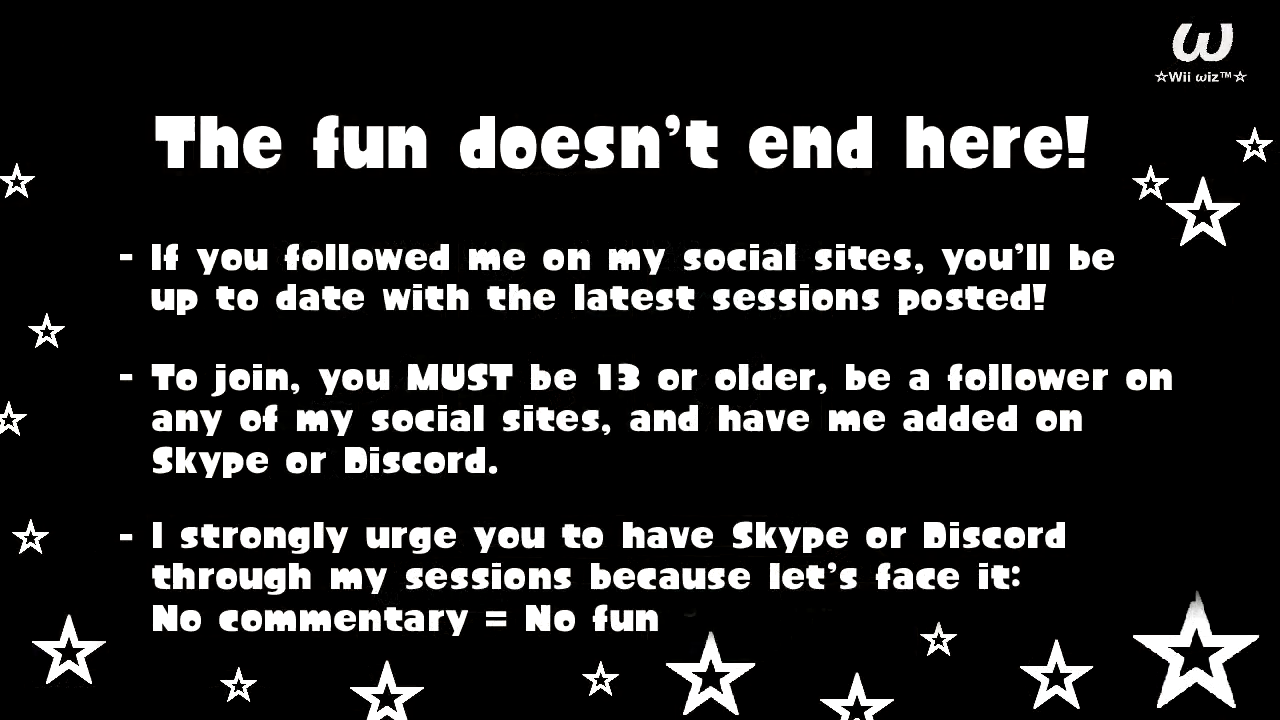 ω
☆Wii ωiz™☆
The fun doesn't end here!
- If you followed me on my social sites, you'll be
up to date with the latest sessions posted!
- To join, you MUST be 13 or older, be a follower on
any of my social sites, and have me added on
Skype or Discord.
- I strongly urge you to have Skype or Discord
through my sessions because let's face it:
No commentary = No fun